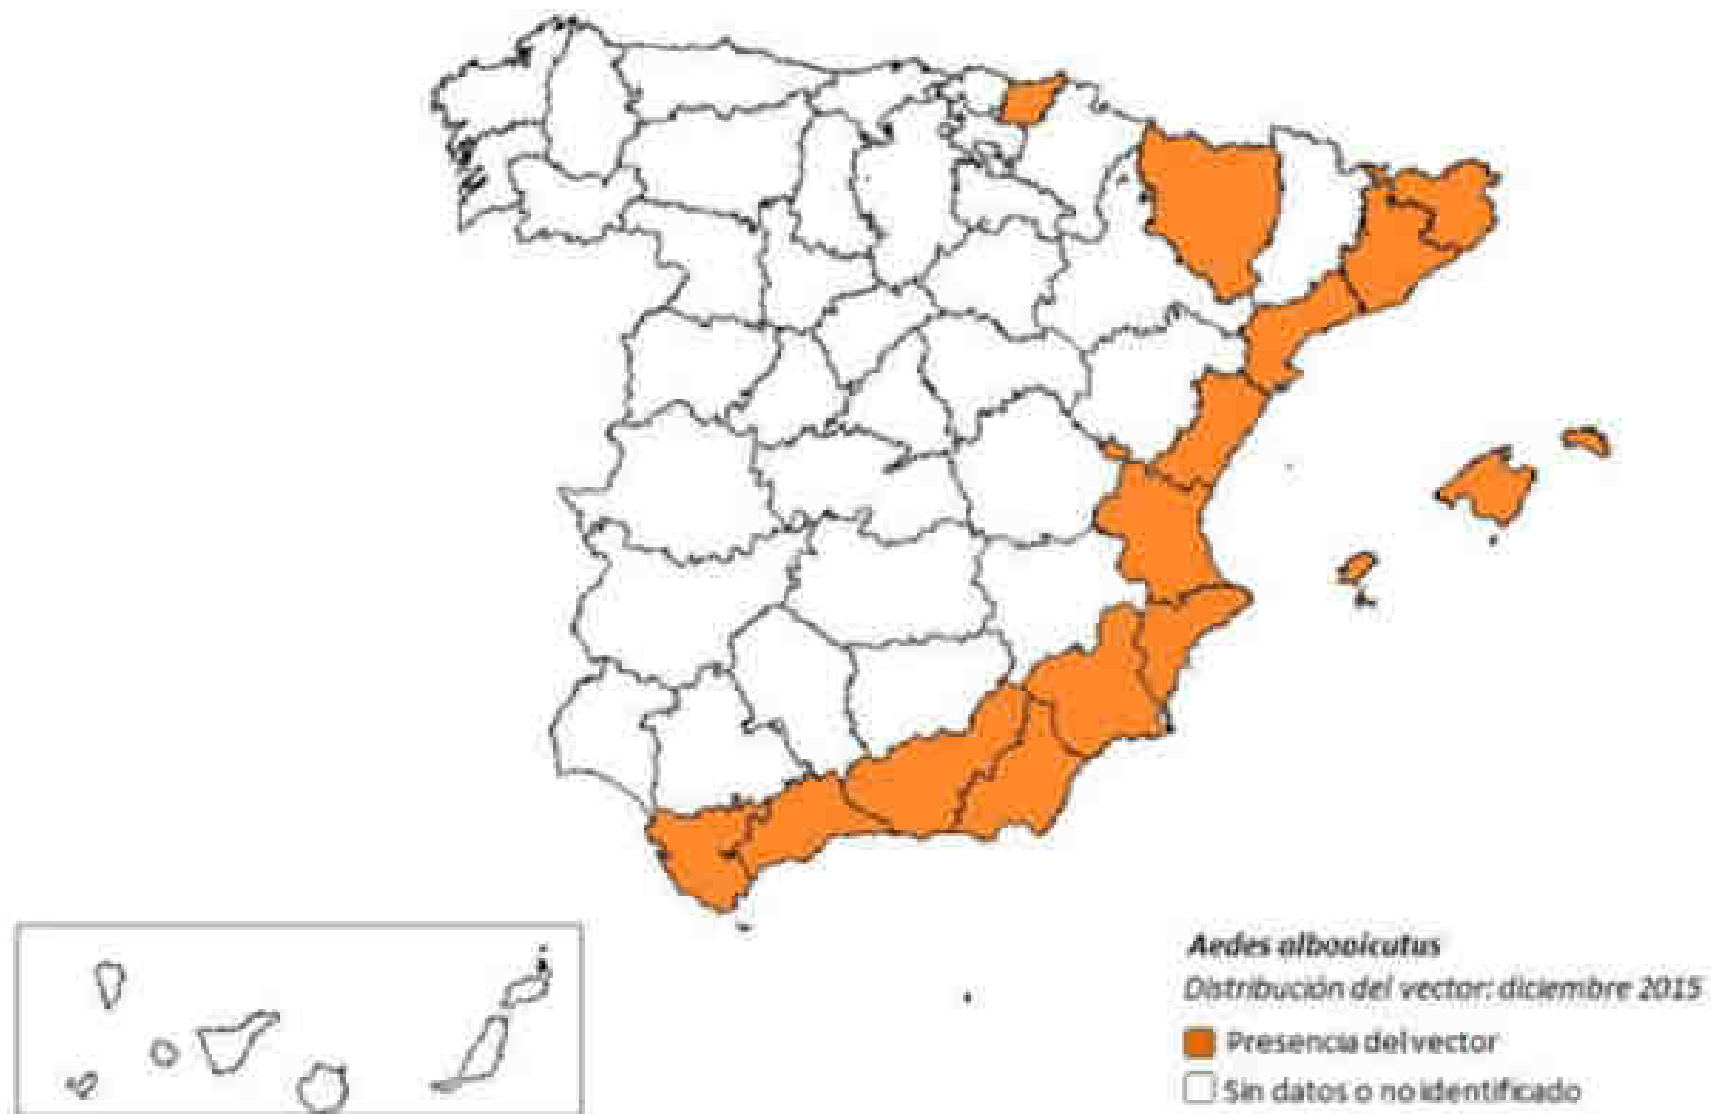 Aedes albopictus
Distribución del vector: diciembre 2015
Presencia del vector
Sin datos o no identificado